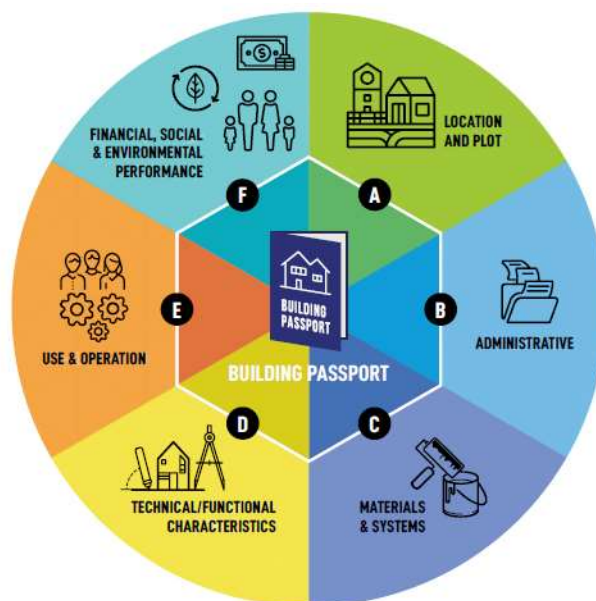 FINANCIAL, SOCIAL
& ENVIRONMENTAL
PERFORMANCE
LOCATION
AND PLOT
F
A
BUILDING
PASSPORT
E
B
USE & OPERATION
ADMINISTRATIVE
BUILDING PASSPORT
D
C
TECHNICAL/FUNCTIONAL
CHARACTERISTICS
MATERIALS
& SYSTEMS
$